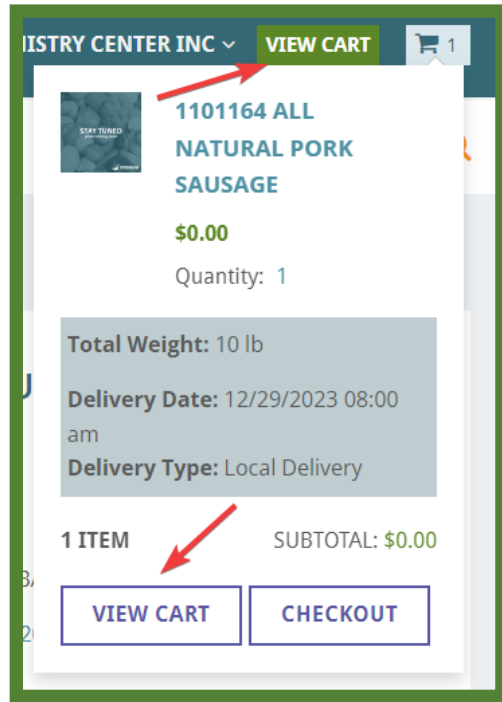 ISTRY CENTER INC VIEW CART 1
STAY TUNED
1101164 ALL
NATURAL PORK
SAUSAGE
$0.00
Quantity: 1
Total Weight: 10 lb
Delivery Date: 12/29/2023 08:00
am
Delivery Type: Local Delivery
1 ITEM SUBTOTAL: $0.00
VIEW CART CHECKOUT